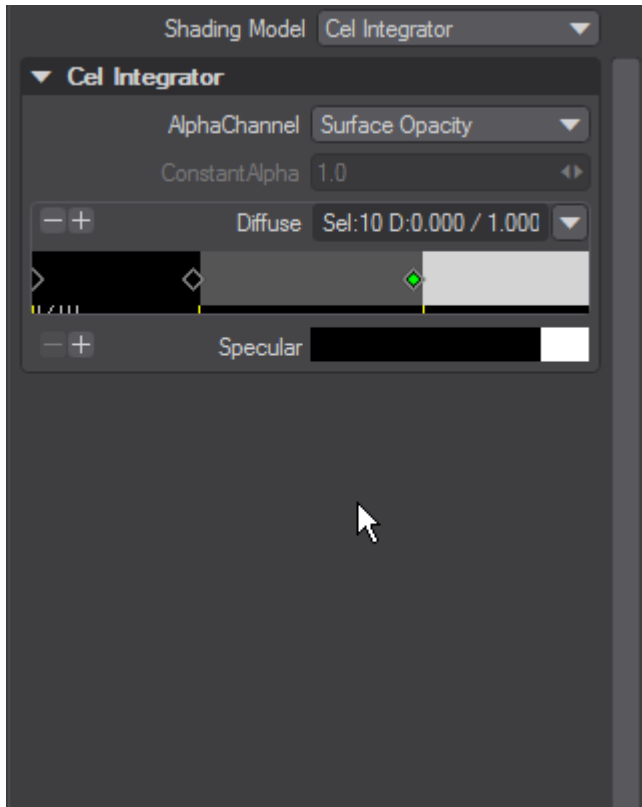 Shading Model Cel Integrator
Cel Integrator
AlphaChannel Surface Opacity
ConstantAlpha 1.0
Diffuse Sel:10 D:0.000 / 1.000
Specular